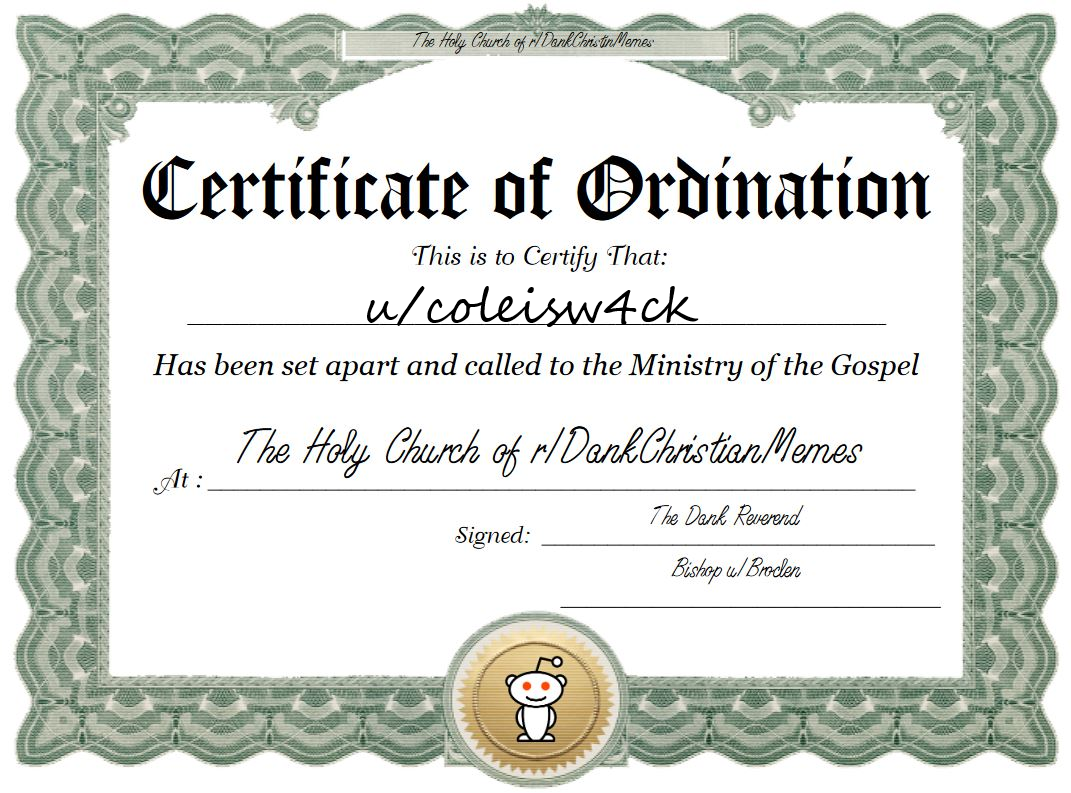 The Holy Church of r/DankChristinMemes
Certificate of Ordination
This is to Certify That:
u/coleisw4ck
Has been set apart and called to the Ministry of the Gospel
The Holy Church of r/DankChristianMemes
At :
The Dank Reverend
Signed:
Bishop u/Broclen